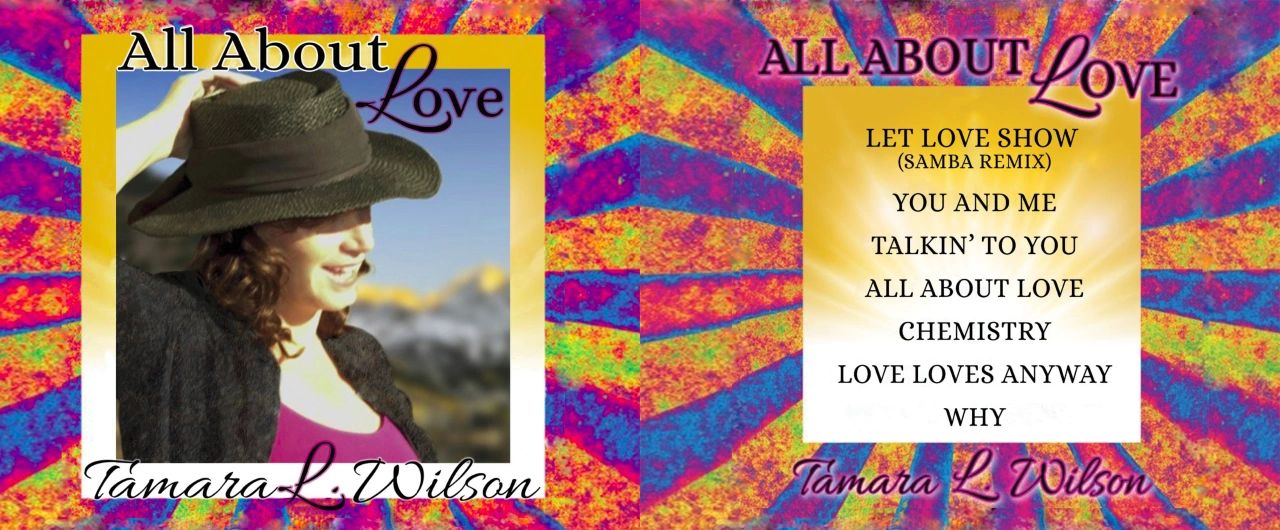 All About
Love
Tamara L. Wilson
ALL ABOUT LOVE
LET LOVE SHOW
(SAMBA REMIX)
YOU AND ME
TALKIN’ TO YOU
ALL ABOUT LOVE
CHEMISTRY
LOVE LOVES ANYWAY
WHY
Tamara L. Wilson